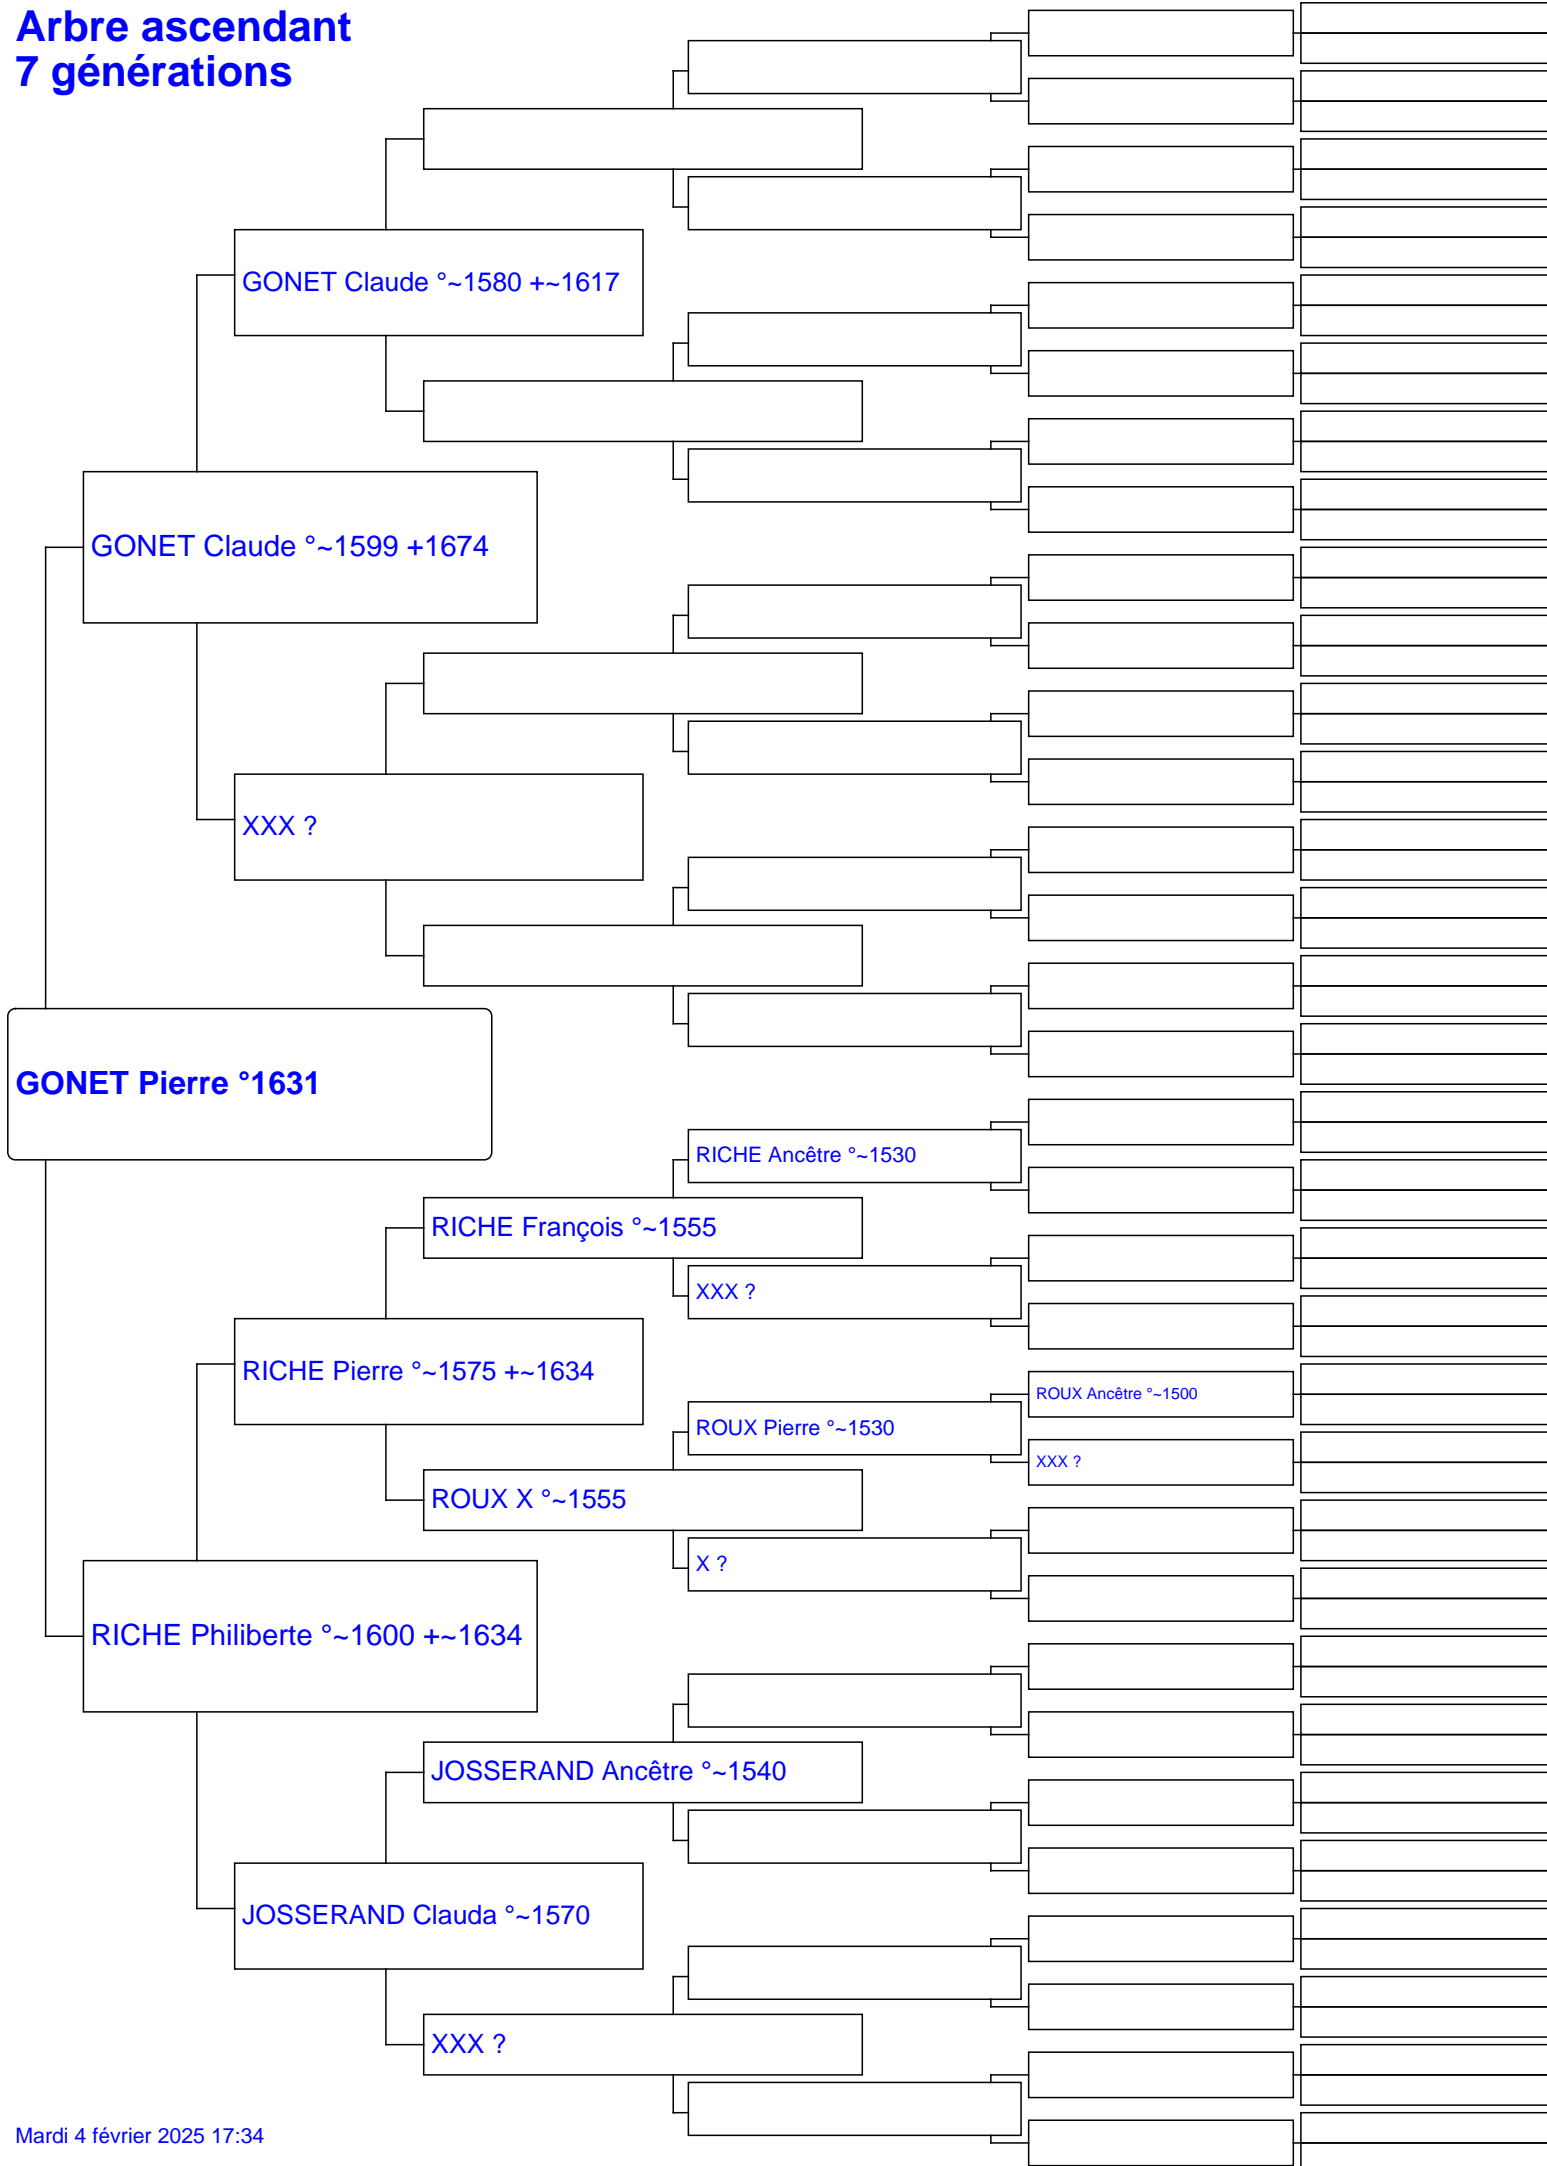 Arbre ascendant
7 générations
GONET Claude °~1580 +~1617
GONET Claude °~1599 +1674
XXX ?
GONET Pierre °1631
RICHE Ancêtre °~1530
RICHE François °~1555
XXX ?
RICHE Pierre °~1575 +~1634
ROUX Ancêtre °~1500
ROUX Pierre °~1530
XXX ?
ROUX X °~1555
X ?
RICHE Philiberte °~1600 +~1634
JOSSERAND Ancêtre °~1540
JOSSERAND Clauda °~1570
XXX ?
Mardi 4 février 2025 17:34